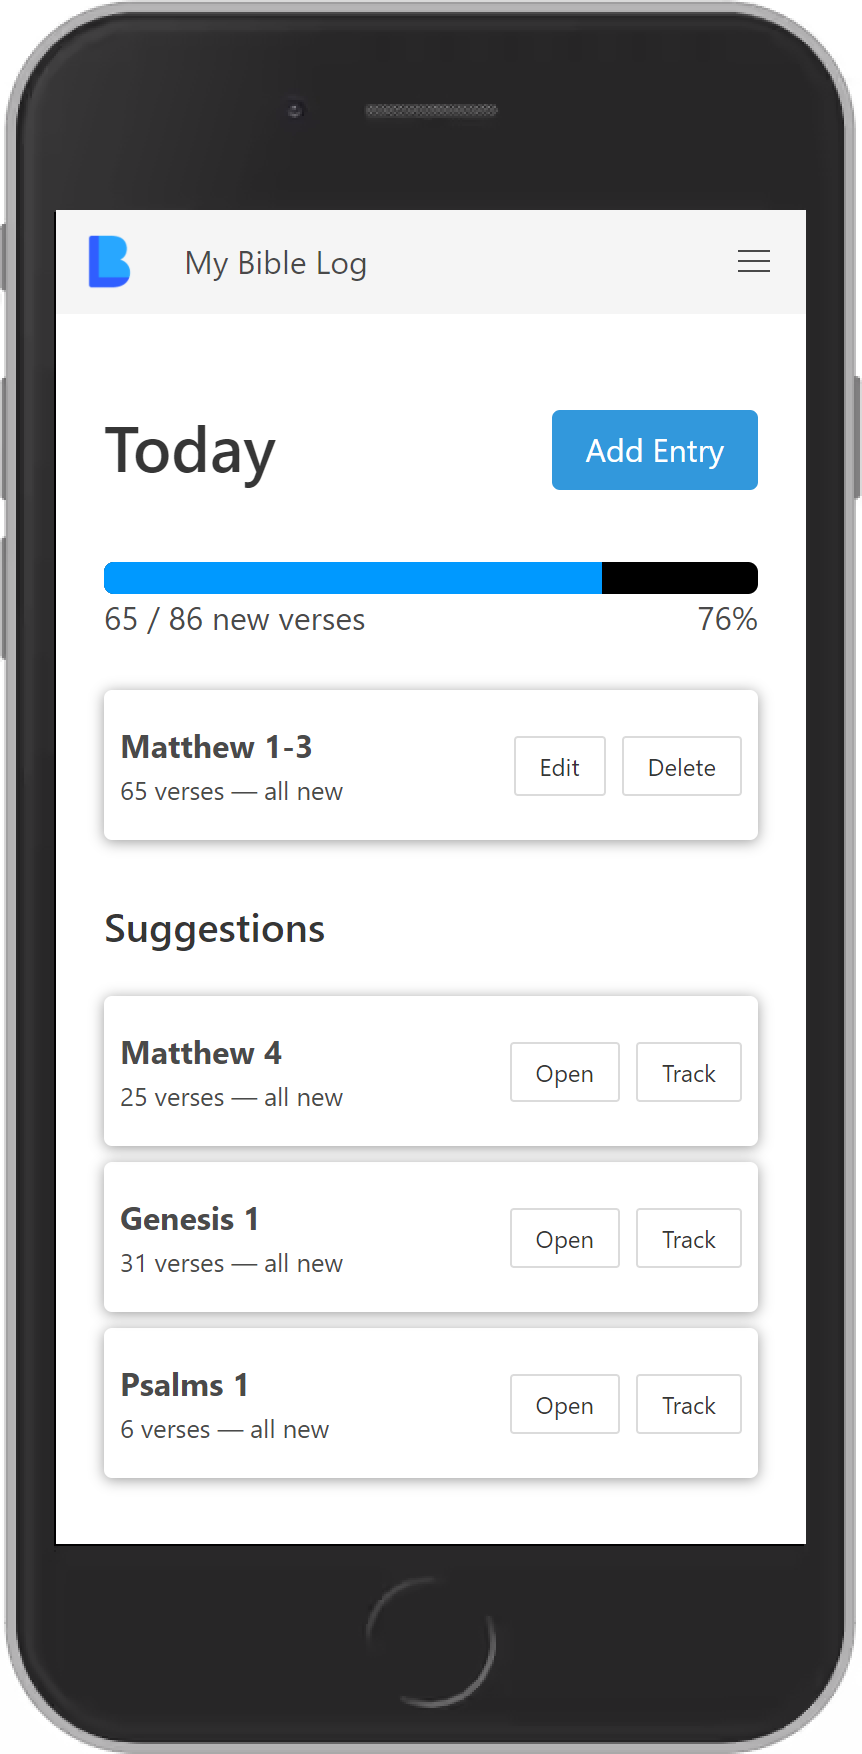 My Bible Log
Today
Add Entry
65 / 86 new verses
76%
Matthew 1-3
65 verses — all new
Edit
Delete
Suggestions
Matthew 4
25 verses — all new
Open
Track
Genesis 1
31 verses — all new
Open
Track
Psalms 1
6 verses — all new
Open
Track